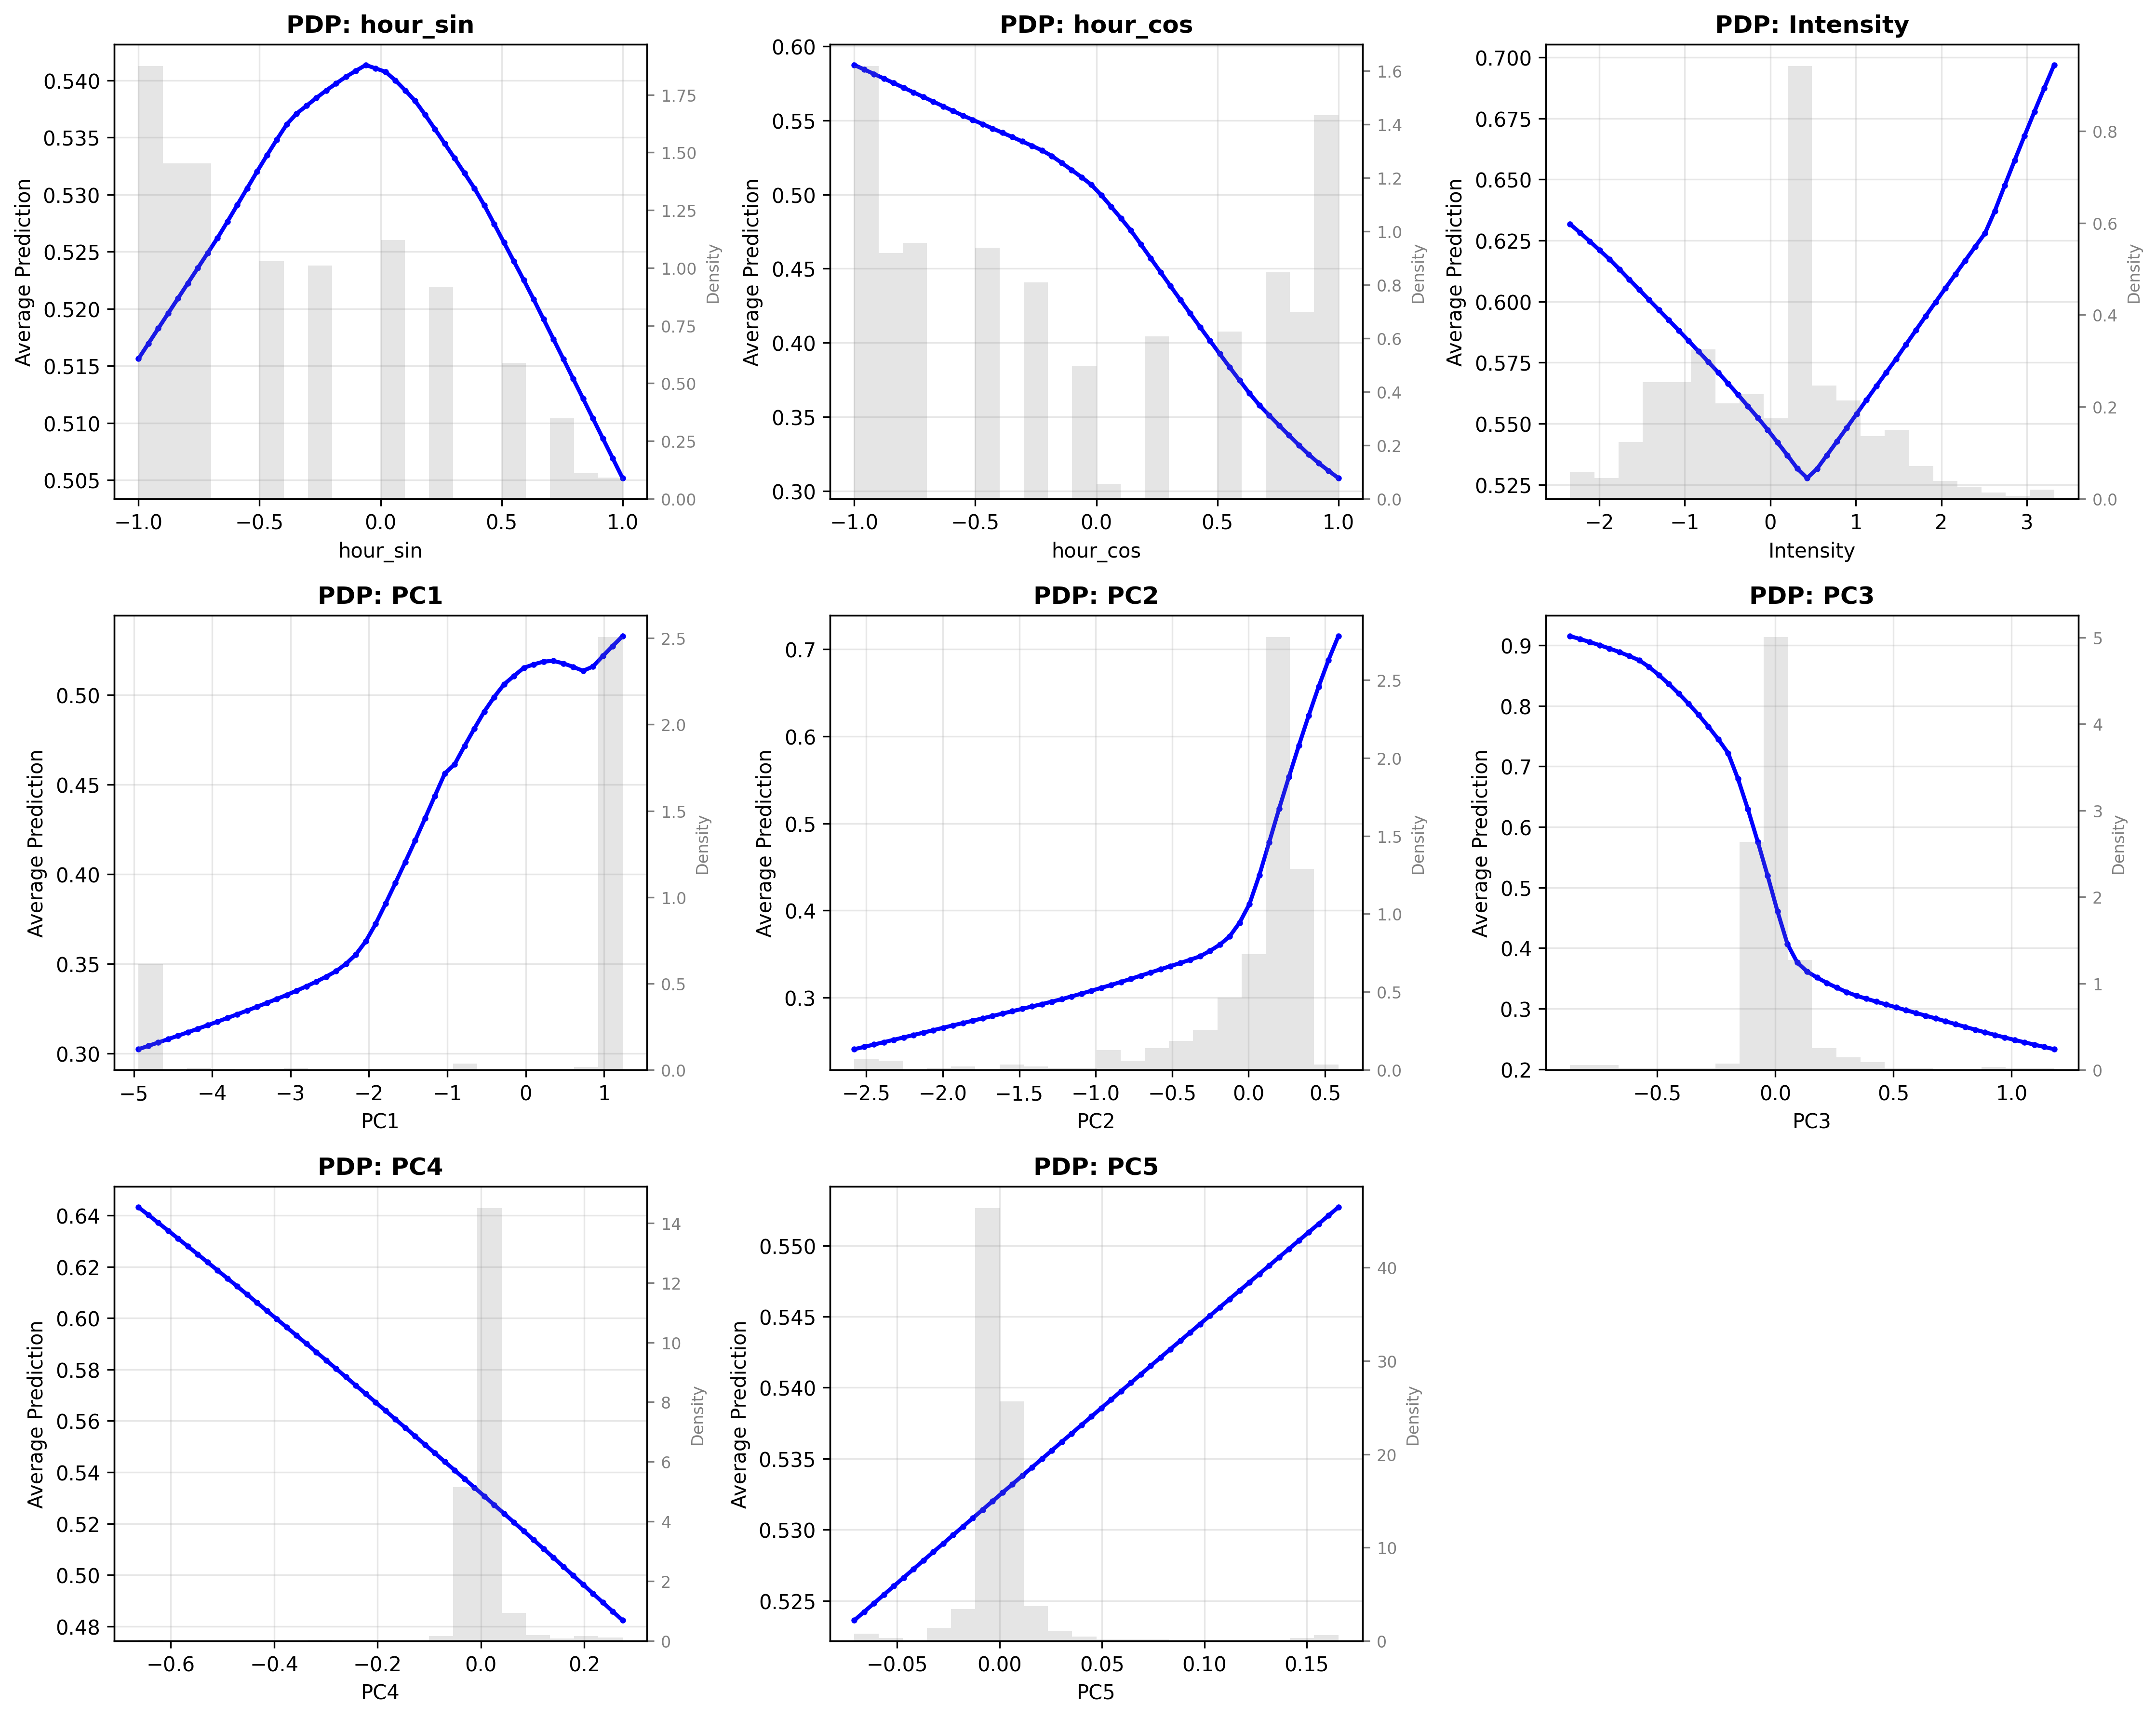 PDP: hour_sin
Average Prediction
0.540
0.535
0.530
0.525
0.520
0.515
0.510
0.505
1.75
1.50
1.25
1.00
0.75
0.50
0.25
0.00
Density
−1.0 −0.5 0.0 0.5 1.0
hour_sin
PDP: hour_cos
Average Prediction
0.60
0.55
0.50
0.45
0.40
0.35
0.30
1.6
1.4
1.2
1.0
0.8
0.6
0.4
0.2
0.0
Density
−1.0 −0.5 0.0 0.5 1.0
hour_cos
PDP: Intensity
Average Prediction
0.700
0.675
0.650
0.625
0.600
0.575
0.550
0.525
0.8
0.6
0.4
0.2
0.0
Density
−2 −1 0 1 2 3
Intensity
PDP: PC1
Average Prediction
0.50
0.45
0.40
0.35
0.30
2.5
2.0
1.5
1.0
0.5
0.0
Density
−5 −4 −3 −2 −1 0 1
PC1
PDP: PC2
Average Prediction
0.7
0.6
0.5
0.4
0.3
2.5
2.0
1.5
1.0
0.5
0.0
Density
−2.5 −2.0 −1.5 −1.0 −0.5 0.0 0.5
PC2
PDP: PC3
Average Prediction
0.9
0.8
0.7
0.6
0.5
0.4
0.3
0.2
5
4
3
2
1
0
Density
−0.5 0.0 0.5 1.0
PC3
PDP: PC4
Average Prediction
0.64
0.62
0.60
0.58
0.56
0.54
0.52
0.50
0.48
14
12
10
8
6
4
2
0
Density
−0.6 −0.4 −0.2 0.0 0.2
PC4
PDP: PC5
Average Prediction
0.550
0.545
0.540
0.535
0.530
0.525
40
30
20
10
0
Density
−0.05 0.00 0.05 0.10 0.15
PC5